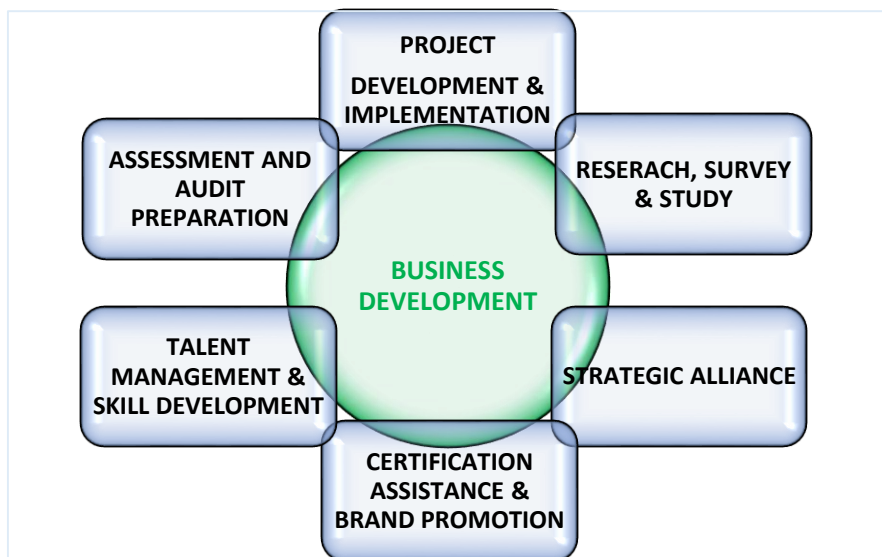 PROJECT
DEVELOPMENT &
IMPLEMENTATION
ASSESSMENT AND
AUDIT
PREPARATION
RESERACH, SURVEY
& STUDY
BUSINESS
DEVELOPMENT
TALENT
MANAGEMENT &
SKILL DEVELOPMENT
STRATEGIC ALLIANCE
CERTIFICATION
ASSISTANCE &
BRAND PROMOTION